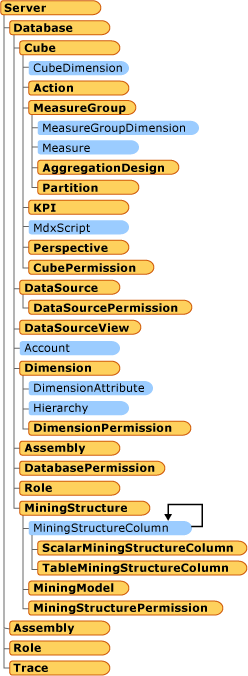 Server
Database
Cube
CubeDimension
Action
MeasureGroup
MeasureGroupDimension
Measure
AggregationDesign
Partition
KPI
MdxScript
Perspective
CubePermission
DataSource
DataSourcePermission
DataSourceView
Account
Dimension
DimensionAttribute
Hierarchy
DimensionPermission
Assembly
DatabasePermission
Role
MiningStructure
MiningStructureColumn
ScalarMiningStructureColumn
TableMiningStructureColumn
MiningModel
MiningStructurePermission
Assembly
Role
Trace